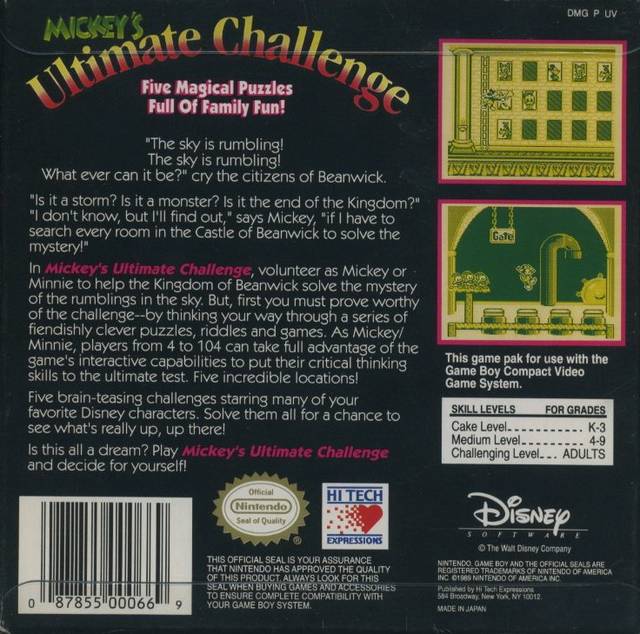 DMG P UV
MICKEY'S
Ultimate Challenge
Five Magical Puzzles
Full Of Family Fun!
"The sky is rumbling!
The sky is rumbling!
What ever can it be?" cry the citizens of Beanwick.
"Is it a storm? Is it a monster? Is it the end of the Kingdom?"
"I don't know, but I'll find out," says Mickey, "if I have to
search every room in the Castle of Beanwick to solve the
mystery!"
In Mickey's Ultimate Challenge, volunteer as Mickey or
Minnie to help the Kingdom of Beanwick solve the mystery
of the rumblings in the sky. But, first you must prove worthy
of the challenge--by thinking your way through a series of
fiendishly clever puzzles, riddles and games. As Mickey/
Minnie, players from 4 to 104 can take full advantage of the
game's interactive capabilities to put their critical thinking
skills to the ultimate test. Five incredible locations!
Five brain-teasing challenges starring many of your
favorite Disney characters. Solve them all for a chance to
see what's really up, up there!
Is this all a dream? Play Mickey's Ultimate Challenge
and decide for yourself!
Gate
This game pak for use with the
Game Boy Compact Video
Game System.
SKILL LEVELS FOR GRADES
Cake Level K-3
Medium Level 4-9
Challenging Level ADULTS
0 87855 00066 9
Official
Nintendo
Seal of Quality
®
HI TECH
EXPRESSIONS
THIS OFFICIAL SEAL IS YOUR ASSURANCE
THAT NINTENDO HAS APPROVED THE QUALITY
OF THIS PRODUCT. ALWAYS LOOK FOR THIS
SEAL WHEN BUYING GAMES AND ACCESSORIES
TO ENSURE COMPLETE COMPATIBILITY WITH
YOUR GAME BOY SYSTEM.
Disney
SOFTWARE
© The Walt Disney Company
NINTENDO, GAME BOY AND THE OFFICIAL SEALS ARE
REGISTERED TRADEMARKS OF NINTENDO OF AMERICA
INC ©1989 NINTENDO OF AMERICA INC.
Published by Hi Tech Expressions
584 Broadway, New York, NY 10012.
MADE IN JAPAN